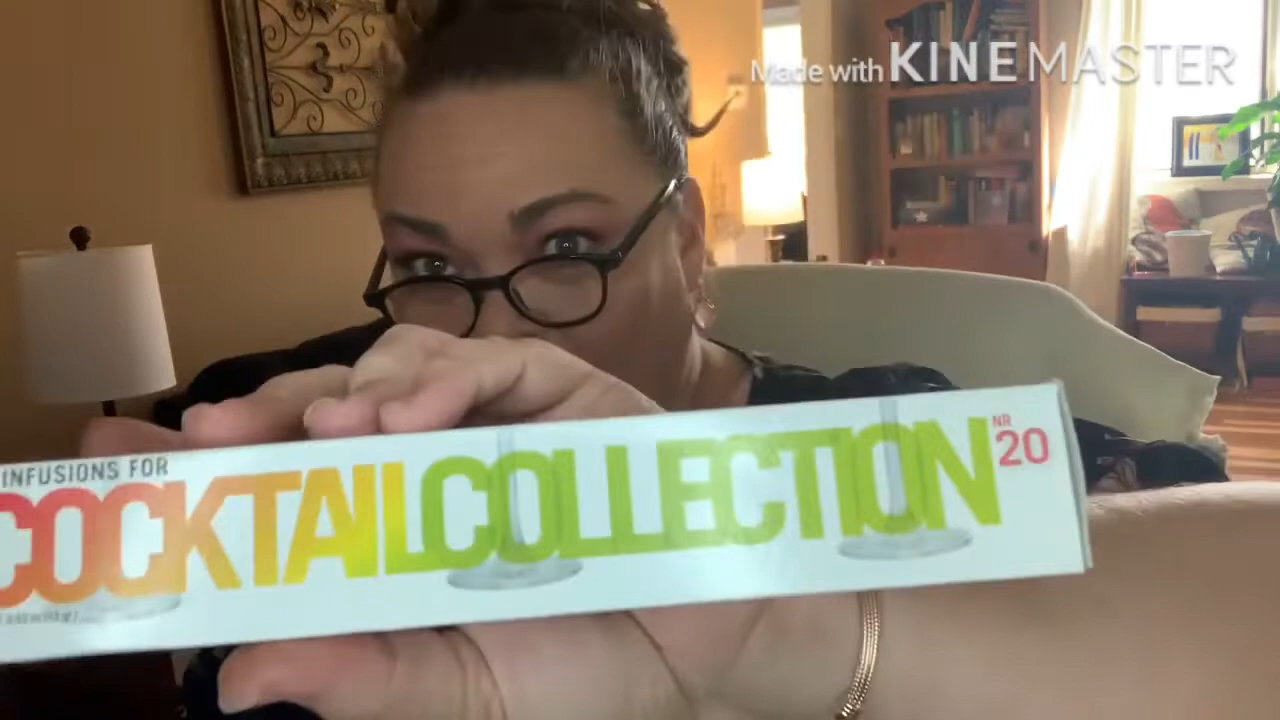 Made with KINEMASTER
INFUSIONS FOR
COCKTAILCOLLECTION
NR
20